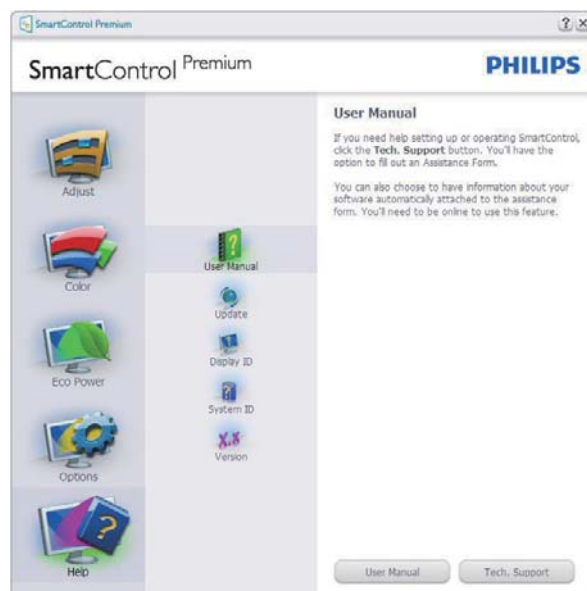 SmartControl Premium
SmartControl Premium
PHILIPS
Adjust
Color
Eco Power
Options
Help
User Manual
Update
Display ID
System ID
X.X
Version
User Manual
If you need help setting up or operating SmartControl,
click the Tech. Support button. You'll have the
option to fill out an Assistance Form.
You can also choose to have information about your
software automatically attached to the assistance
form. You'll need to be online to use this feature.
User Manual
Tech. Support